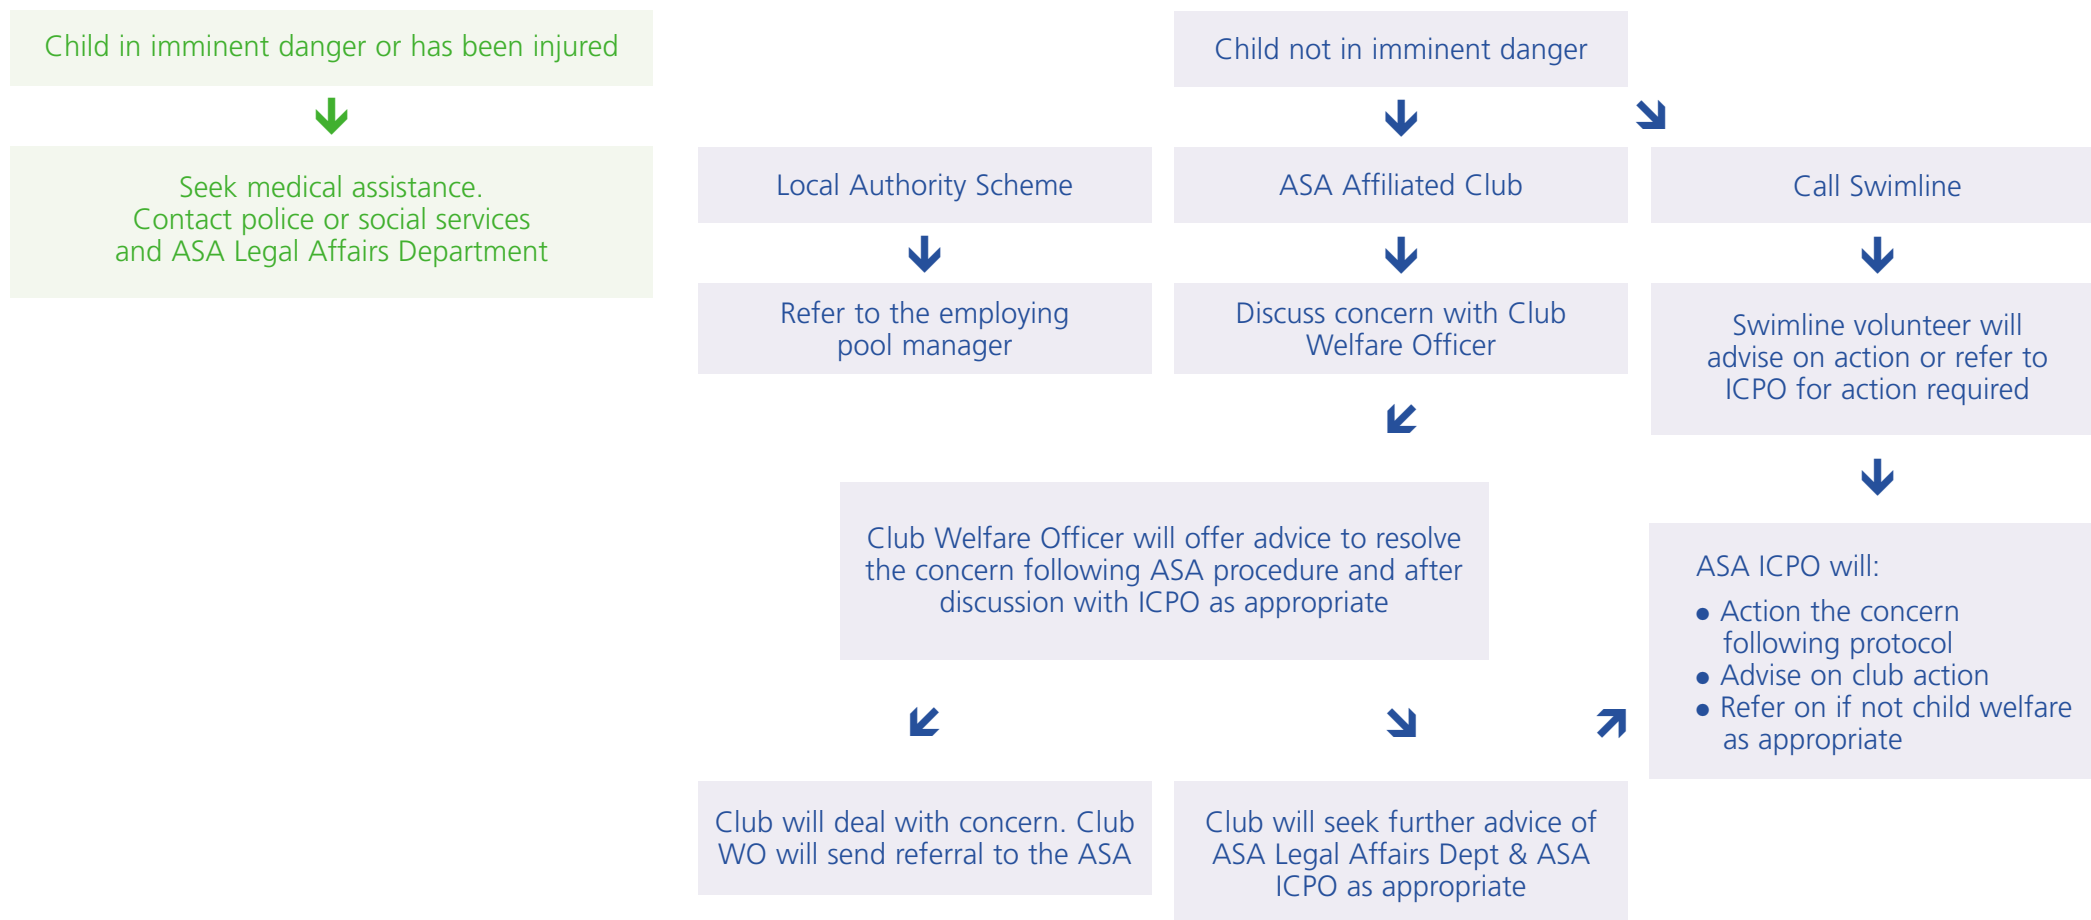 Child in imminent danger or has been injured
Seek medical assistance.
Contact police or social services
and ASA Legal Affairs Department
Child not in imminent danger
Local Authority Scheme
Refer to the employing
pool manager
ASA Affiliated Club
Discuss concern with Club
Welfare Officer
Call Swimline
Swimline volunteer will
advise on action or refer to
ICPO for action required
Club Welfare Officer will offer advice to resolve
the concern following ASA procedure and after
discussion with ICPO as appropriate
ASA ICPO will:
● Action the concern
following protocol
● Advise on club action
● Refer on if not child welfare
as appropriate
Club will deal with concern. Club
WO will send referral to the ASA
Club will seek further advice of
ASA Legal Affairs Dept & ASA
ICPO as appropriate